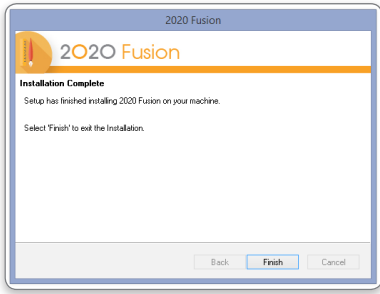 2020 Fusion
2020 Fusion
Installation Complete
Setup has finished installing 2020 Fusion on your machine.
Select 'Finish' to exit the Installation.
Back Finish Cancel